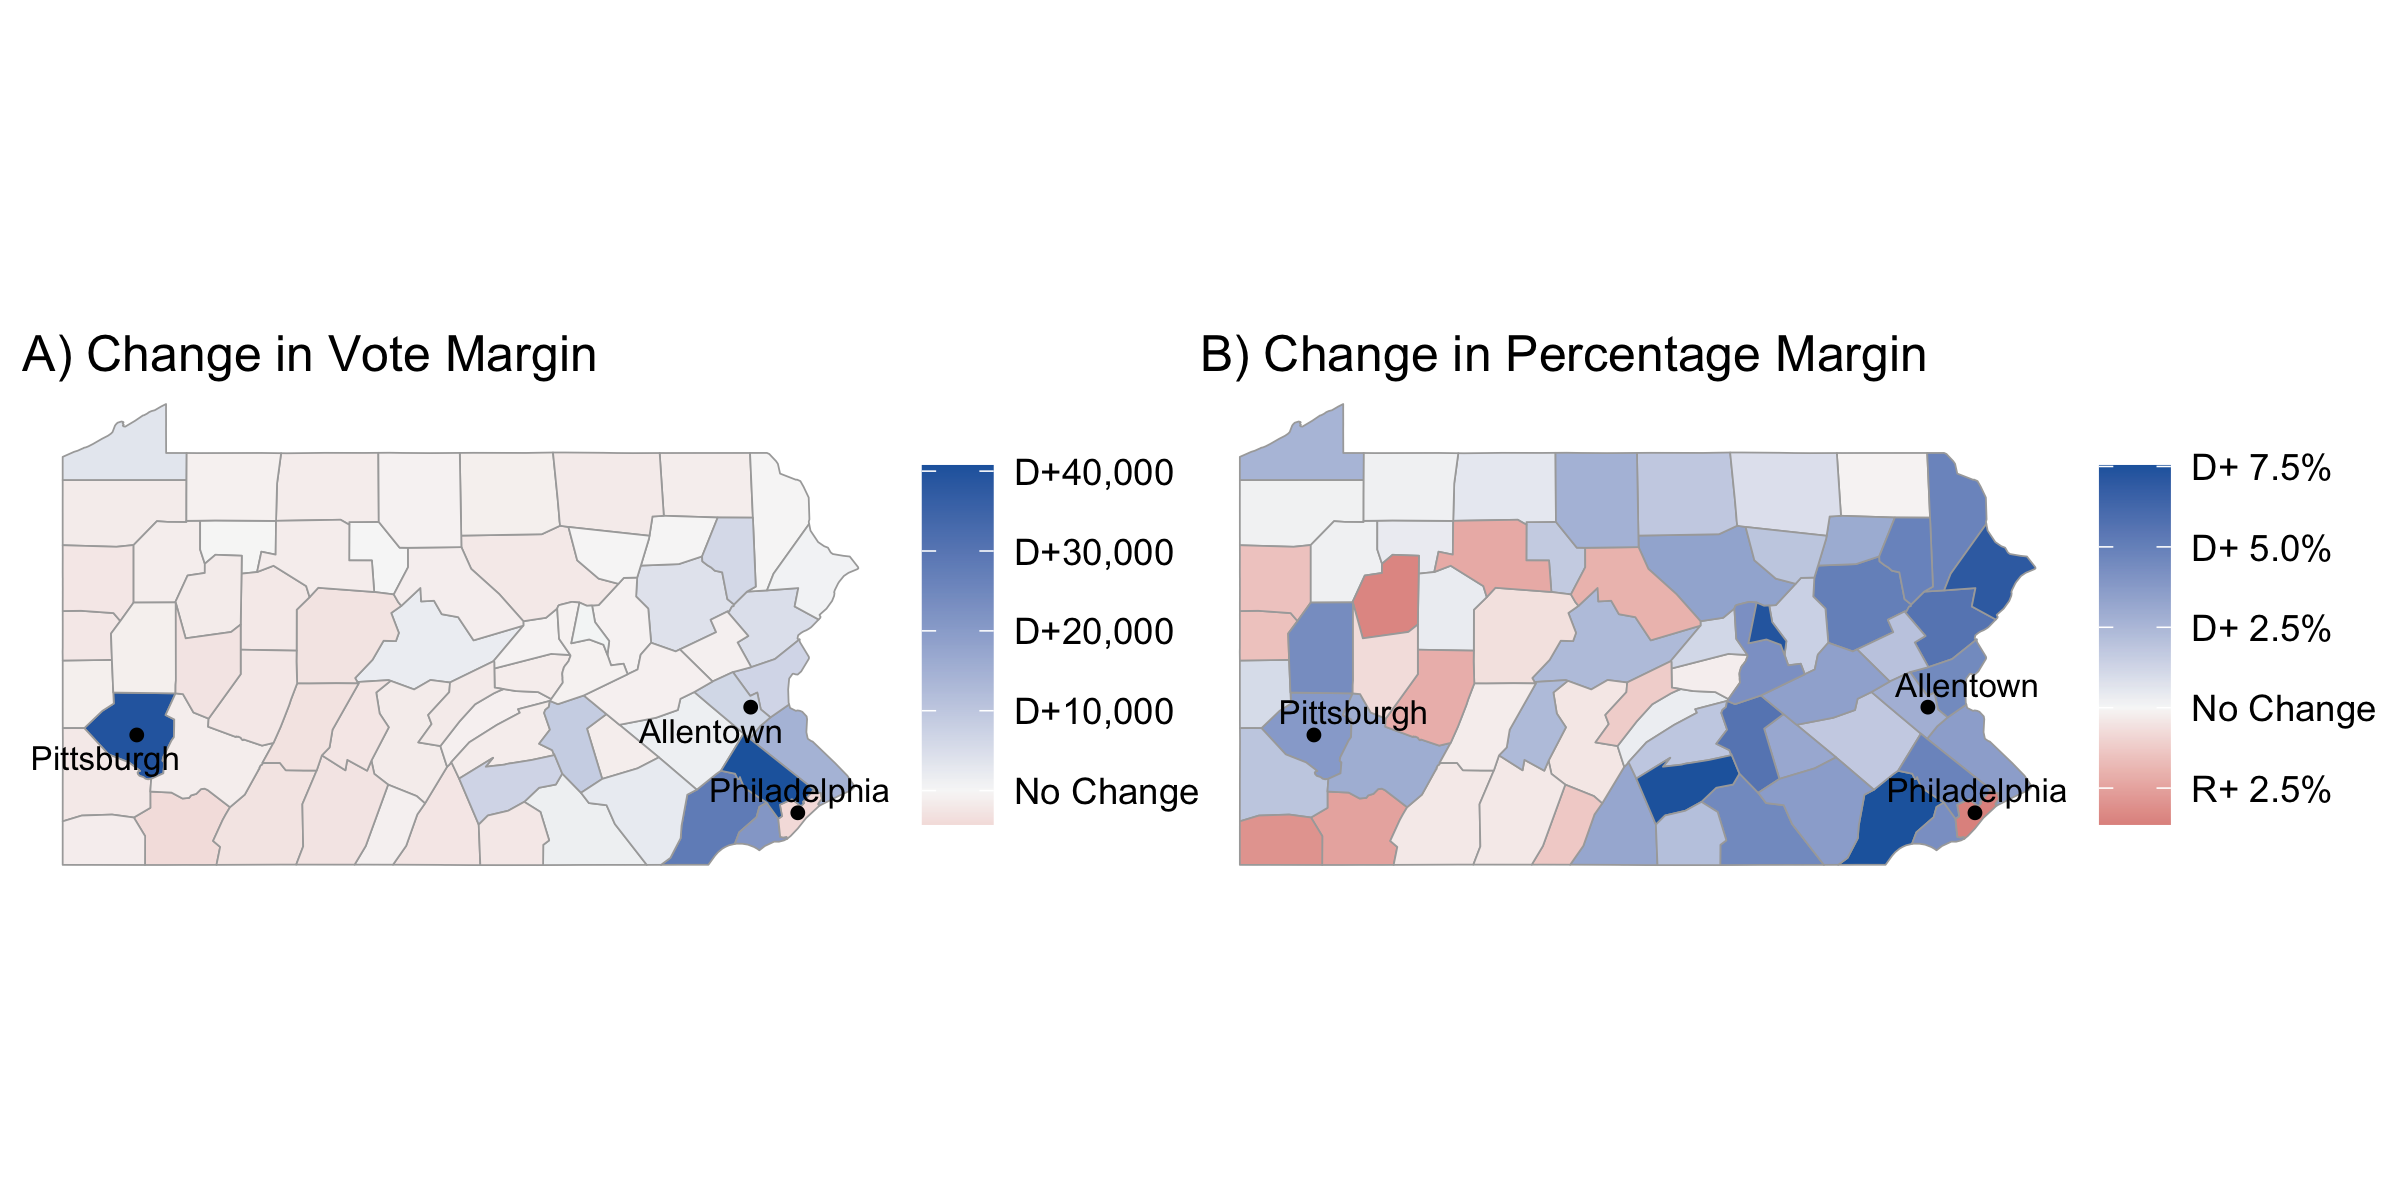 A) Change in Vote Margin
Pittsburgh
Allentown
Philadelphia
D+40,000
D+30,000
D+20,000
D+10,000
No Change
B) Change in Percentage Margin
Pittsburgh
Allentown
Philadelphia
D+ 7.5%
D+ 5.0%
D+ 2.5%
No Change
R+ 2.5%